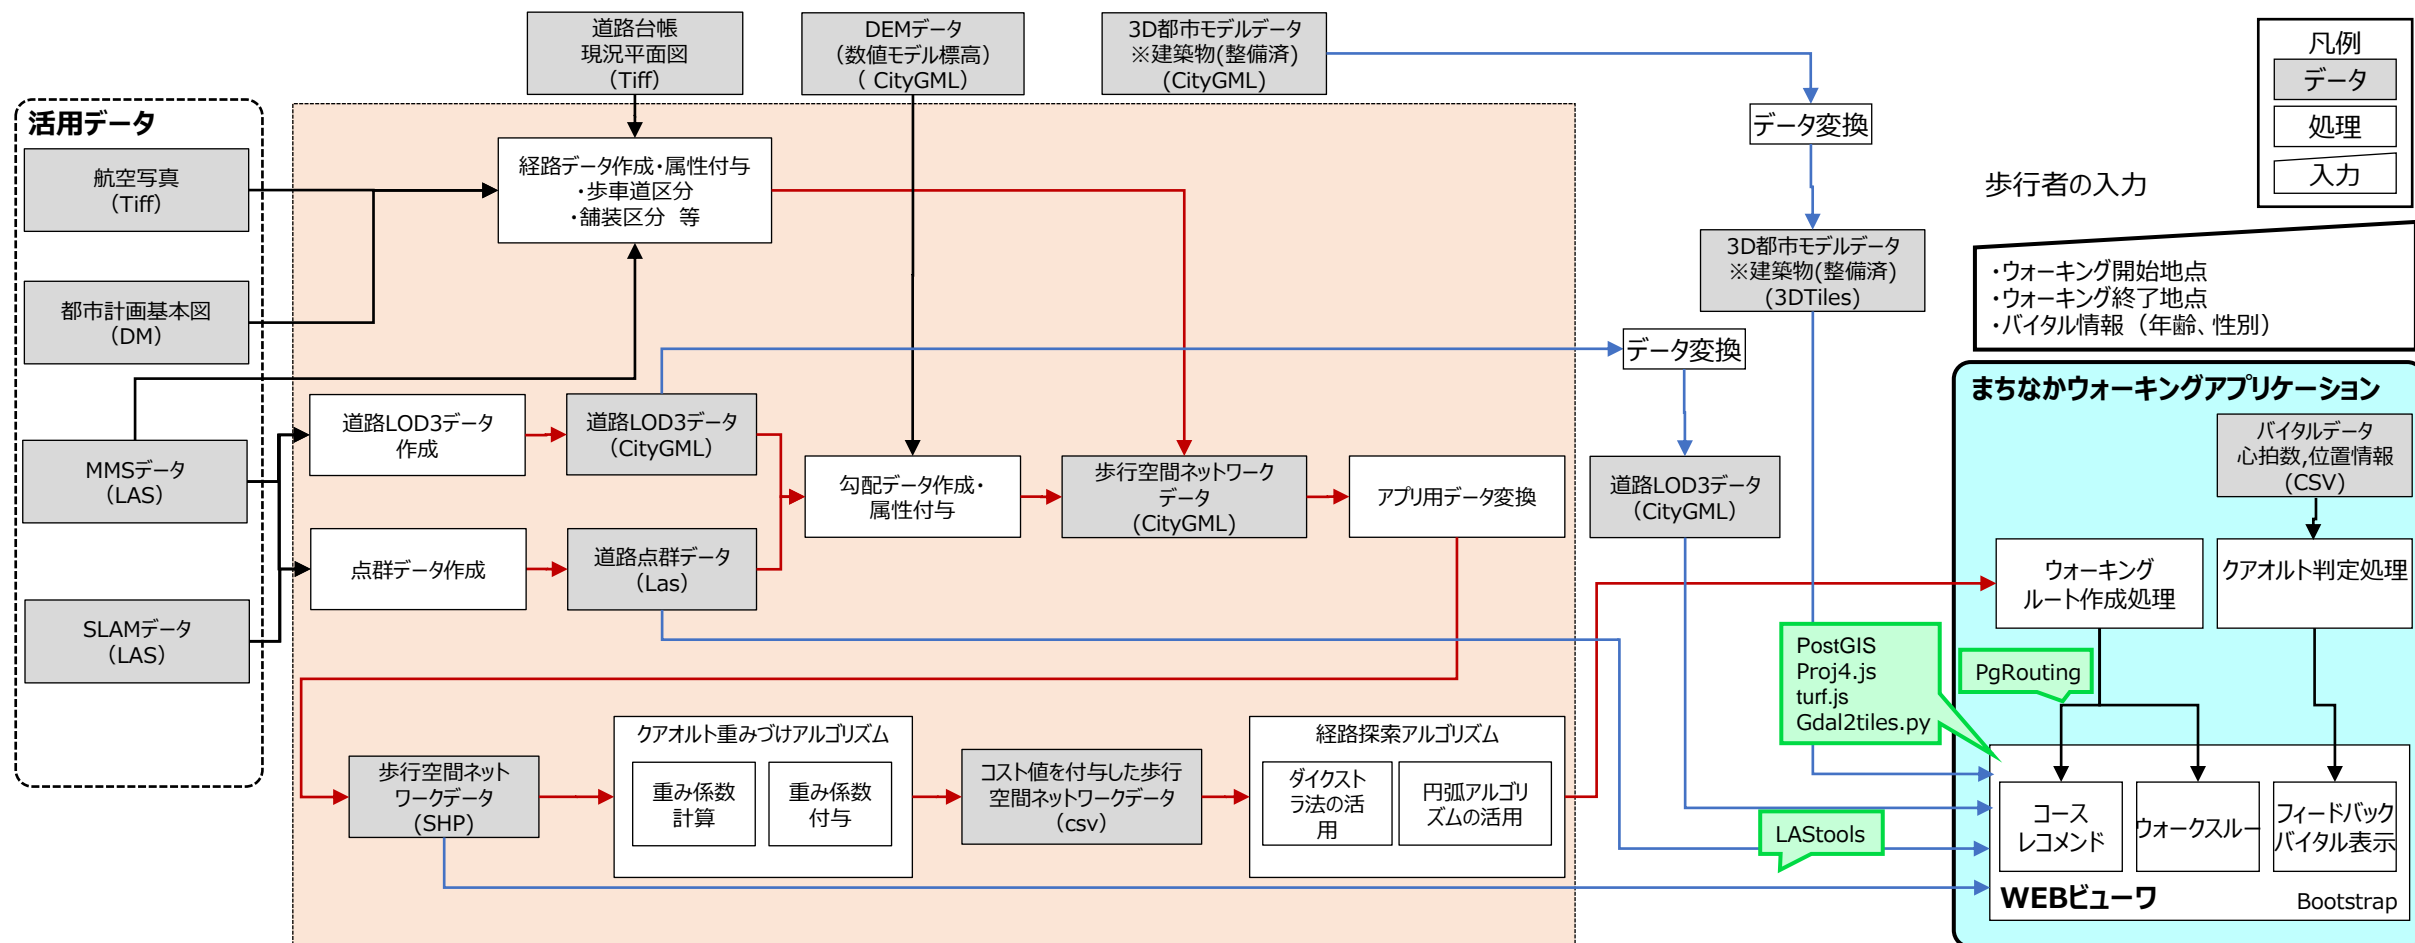 道路台帳
現況平面図
（Tiff）
DEMデータ
（数値モデル標高）
（ CityGML）
3D都市モデルデータ
※建築物(整備済)
(CityGML)
凡例
データ
処理
入力
活用データ
航空写真
（Tiff）
都市計画基本図
（DM）
MMSデータ
（LAS）
SLAMデータ
（LAS）
経路データ作成・属性付与
・歩車道区分
・舗装区分 等
データ変換
3D都市モデルデータ
※建築物(整備済)
(3DTiles)
歩行者の入力
・ウォーキング開始地点
・ウォーキング終了地点
・バイタル情報（年齢、性別）
データ変換
道路LOD3データ
作成
道路LOD3データ
（CityGML）
点群データ作成
道路点群データ
（Las）
勾配データ作成・
属性付与
歩行空間ネットワーク
データ
(CityGML)
アプリ用データ変換
道路LOD3データ
（CityGML）
まちなかウォーキングアプリケーション
バイタルデータ
心拍数,位置情報
(CSV)
ウォーキング
ルート作成処理
クアオルト判定処理
PostGIS
Proj4.js
turf.js
Gdal2tiles.py
PgRouting
歩行空間ネット
ワークデータ
(SHP)
クアオルト重みづけアルゴリズム
重み係数
計算
重み係数
付与
コスト値を付与した歩行
空間ネットワークデータ
（csv）
経路探索アルゴリズム
ダイクスト
ラ法の活
用
円弧アルゴリ
ズムの活用
LAStools
コース
レコメンド
ウォークスルー
フィードバック
バイタル表示
WEBビューワ
Bootstrap